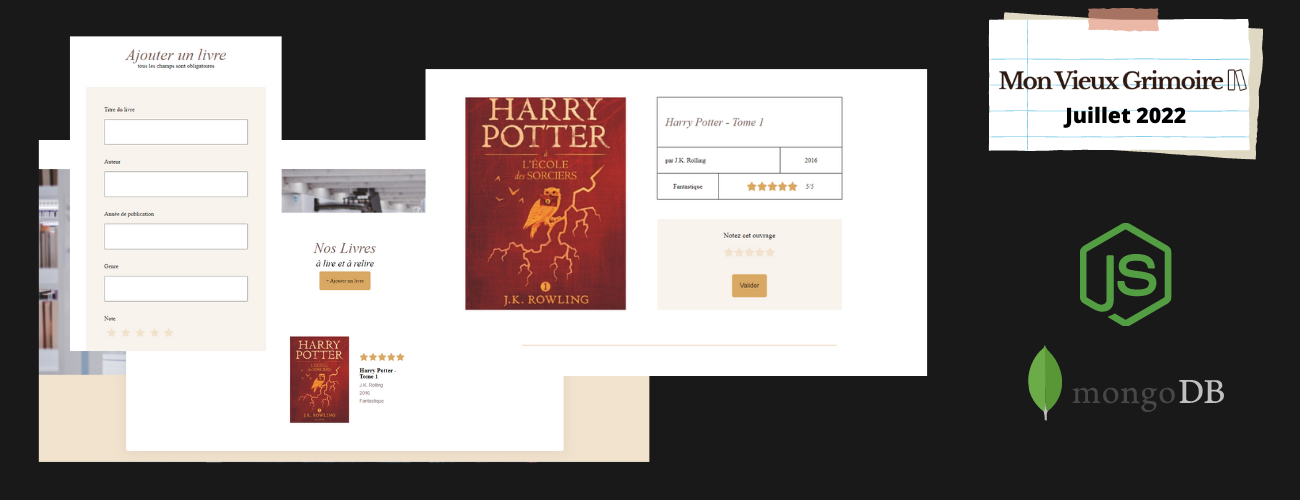 Ajouter un livre
tous les champs sont obligatoires
Titre du livre
Auteur
Année de publication
Genre
Note
Nos Livres
à lire et à relire
+ Ajouter un livre
HARRY
POTTER
à
L'ÉCOLE
des SORCIERS
1
J.K. ROWLING
Harry Potter -
Tome 1
J.K. Rolling
2016
Fantastique
HARRY
POTTER
à
L'ÉCOLE
des SORCIERS
1
J.K. ROWLING
Harry Potter - Tome 1
par J.K. Rolling
2016
Fantastique
5/5
Notez cet ouvrage
Valider
Mon Vieux Grimoire
Juillet 2022
JS
mongoDB